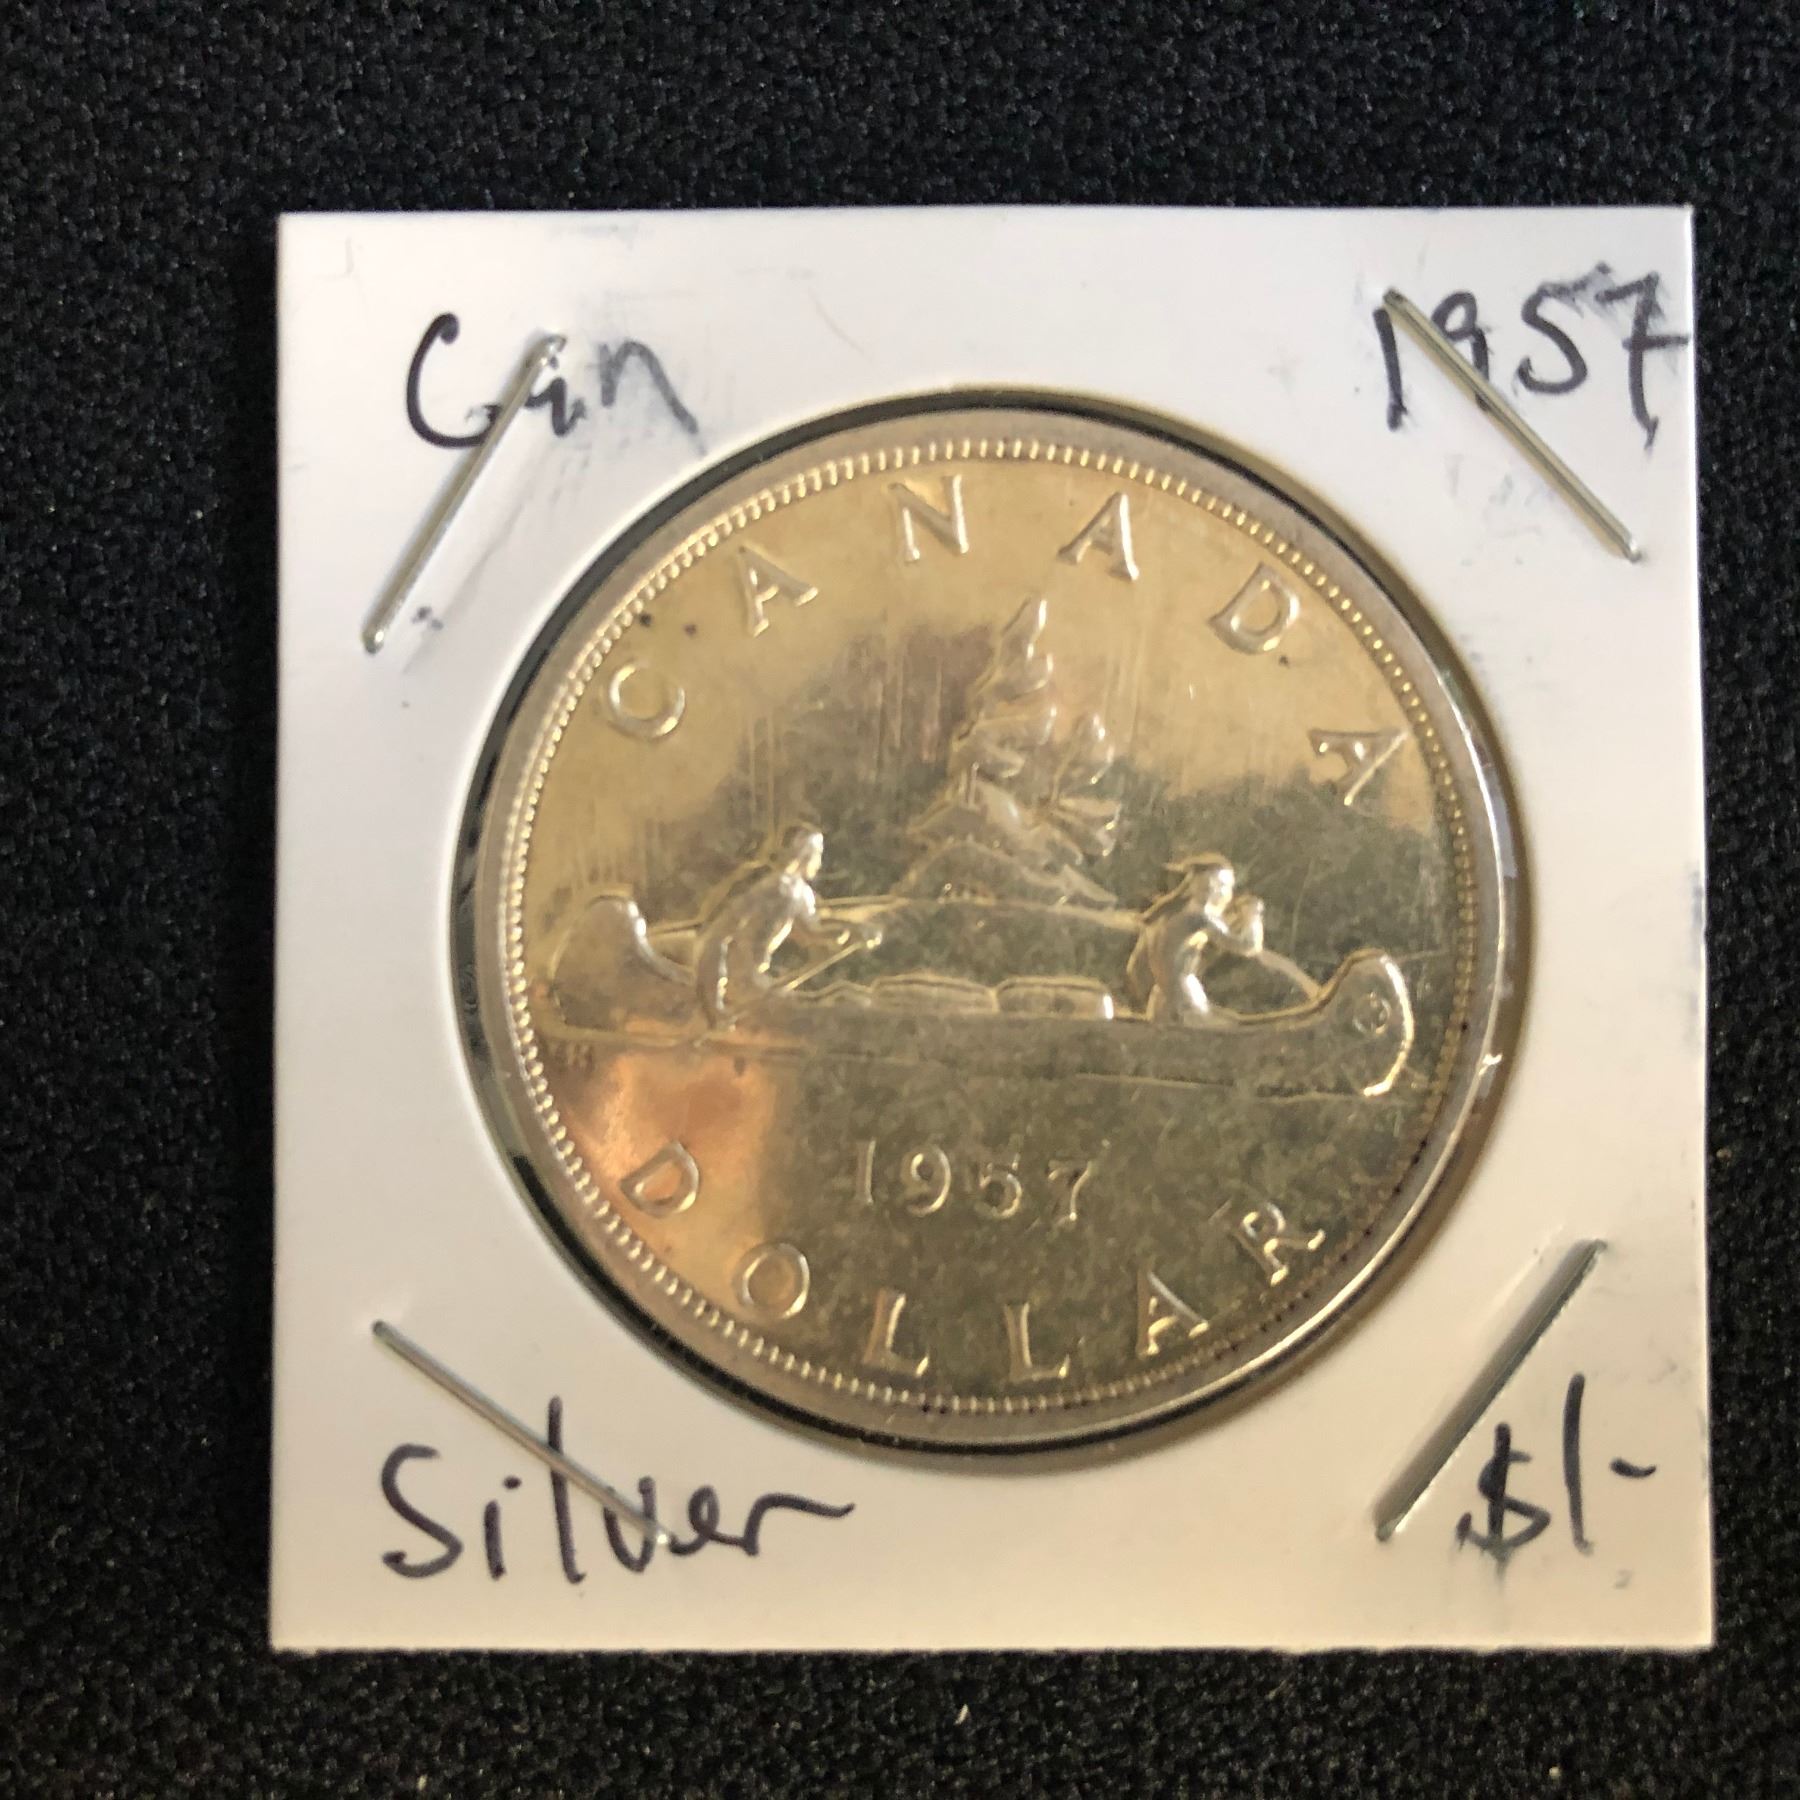 Can 1957
CANADA
1957
DOLLAR
Silver $1-